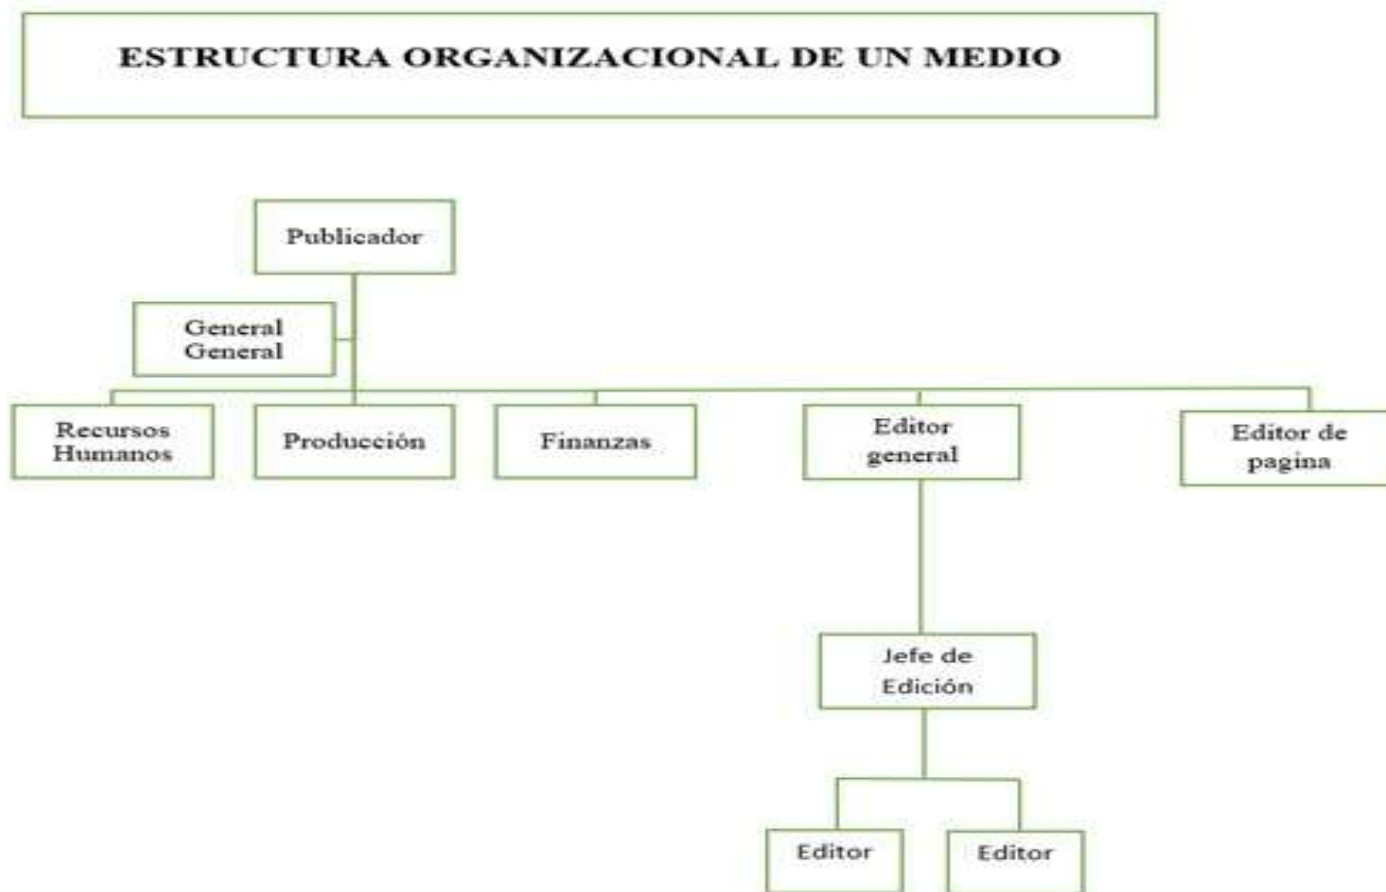 ESTRUCTURA ORGANIZACIONAL DE UN MEDIO
Publicador
General
General
Recursos
Humanos
Producción
Finanzas
Editor
general
Editor de
pagina
Jefe de
Edición
Editor
Editor